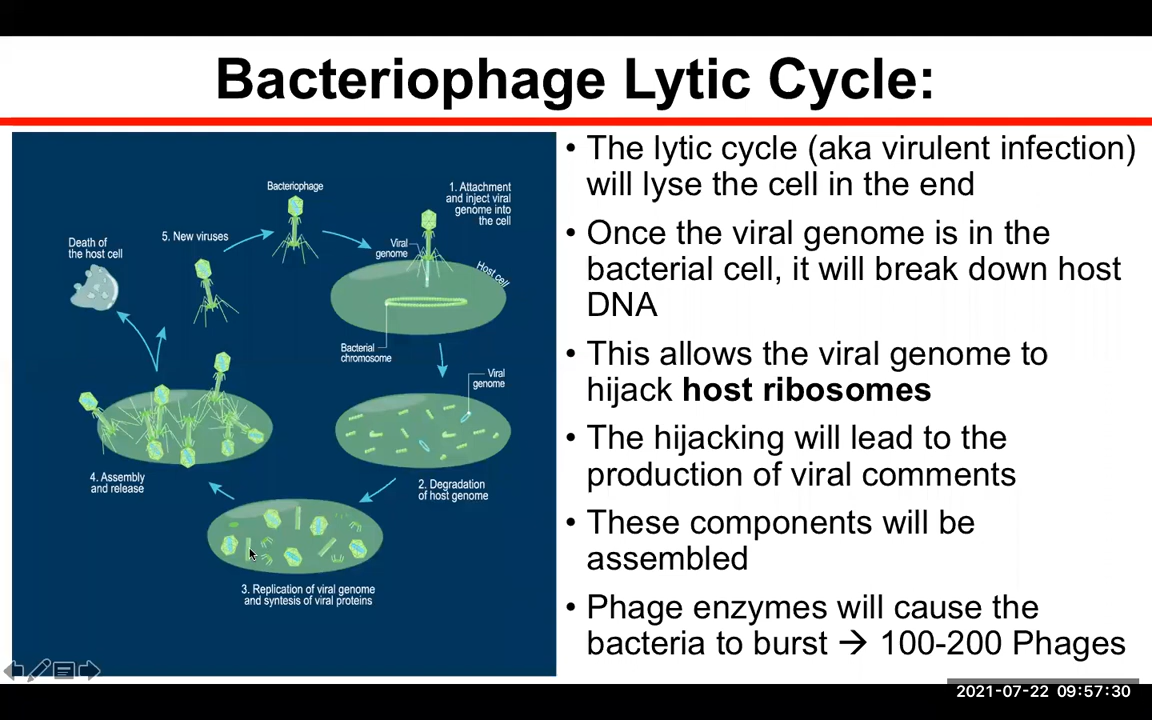 Bacteriophage Lytic Cycle:
Bacteriophage
1. Attachment
and inject viral
genome into
the cell
Viral
genome
Host cell
Bacterial
chromosome
Viral
genome
2. Degradation
of host genome
3. Replication of viral genome
and syntesis of viral proteins
4. Assembly
and release
5. New viruses
Death of
the host cell
• The lytic cycle (aka virulent infection)
will lyse the cell in the end
• Once the viral genome is in the
bacterial cell, it will break down host
DNA
• This allows the viral genome to
hijack host ribosomes
• The hijacking will lead to the
production of viral comments
• These components will be
assembled
• Phage enzymes will cause the
bacteria to burst → 100-200 Phages
2021-07-22 09:57:30